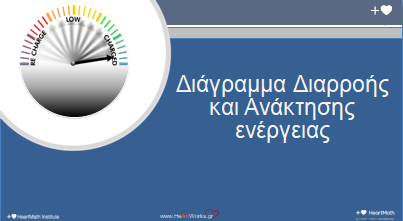 RE CHARGE
LOW
CHARGED
Διάγραμμα Διαρροής
και Ανάκτησης
ενέργειας
HeartMath Institute
www.HeArtWorks.gr
HeartMath.